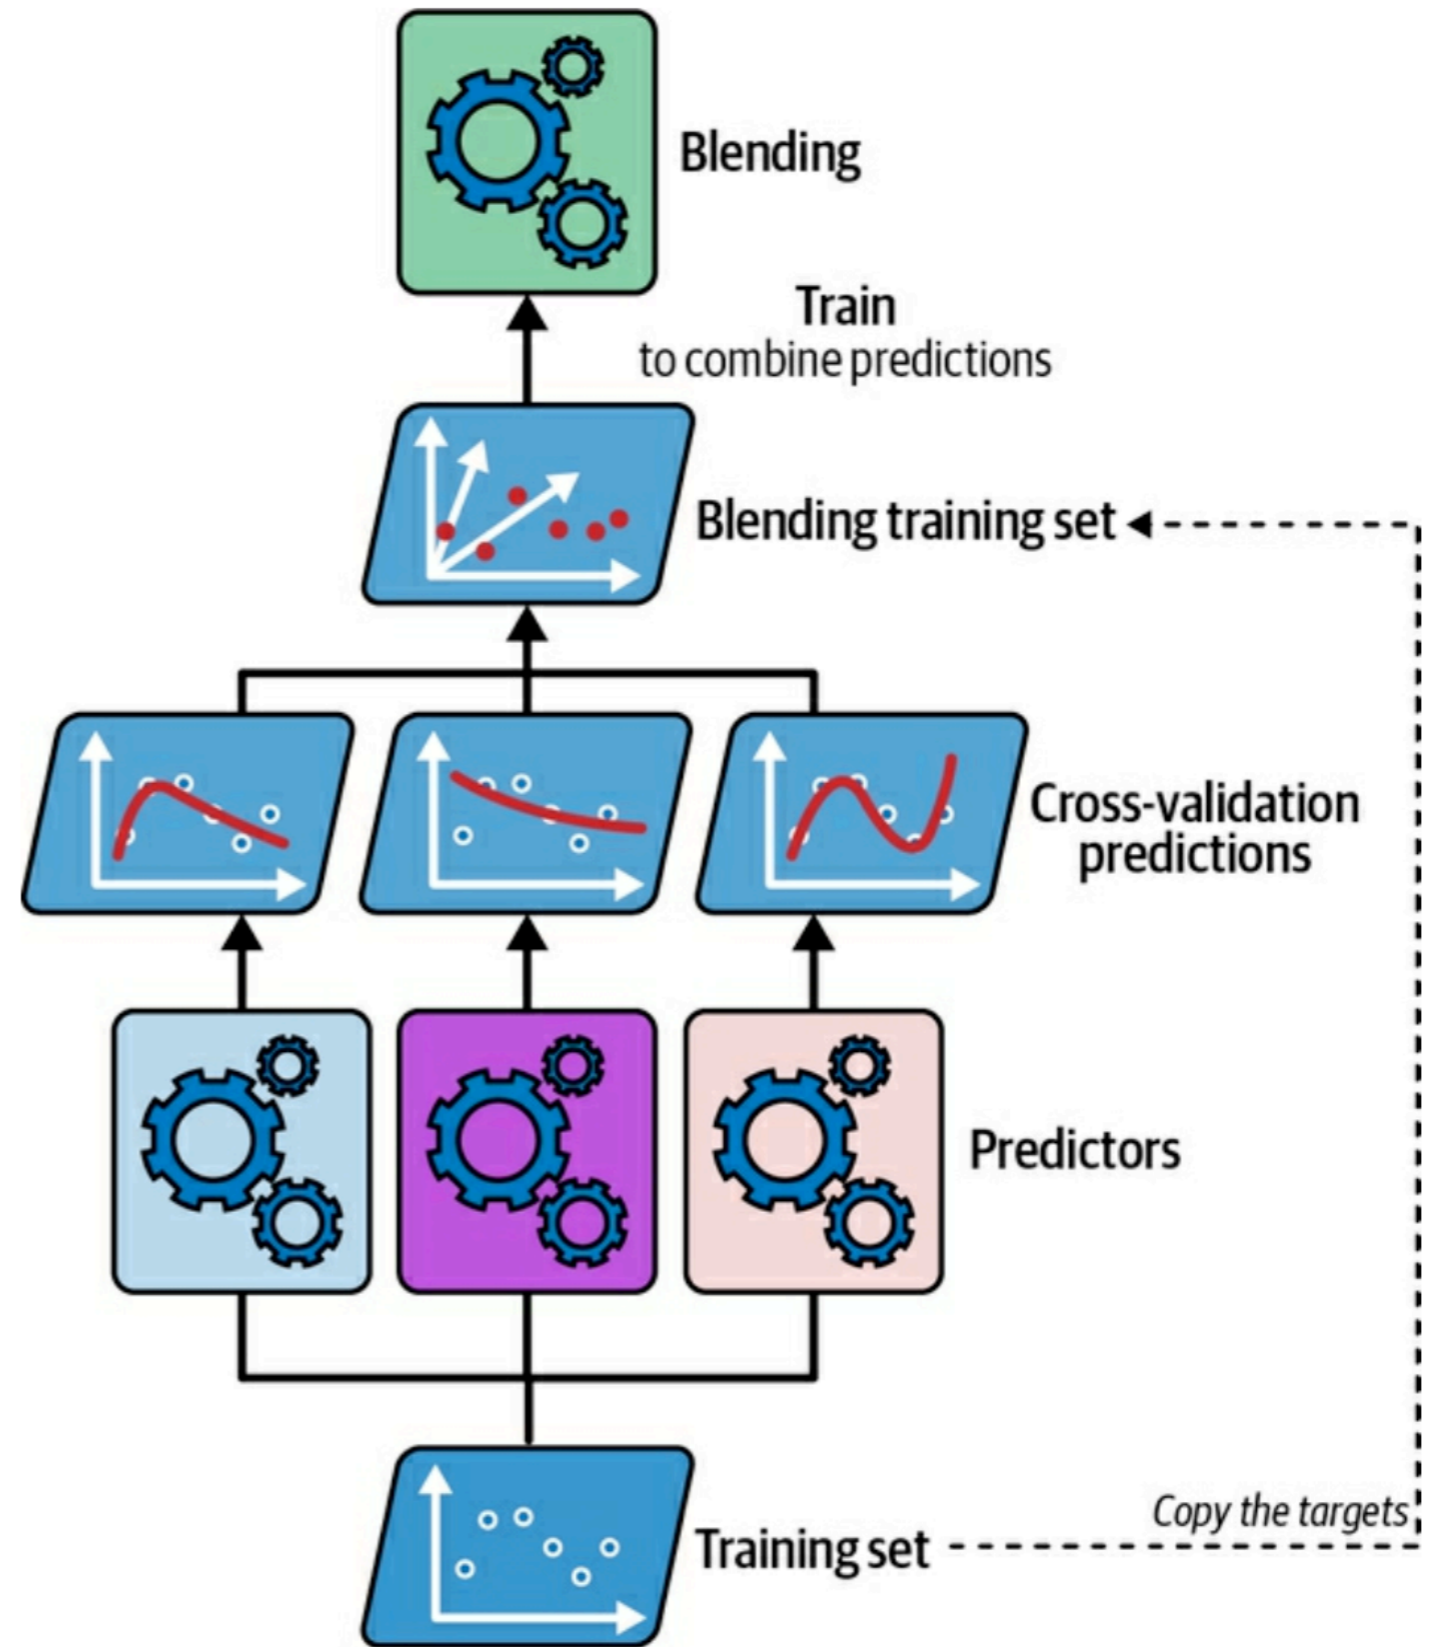 Blending
Train
to combine predictions
Blending training set
Cross-validation
predictions
Predictors
Copy the targets
Training set